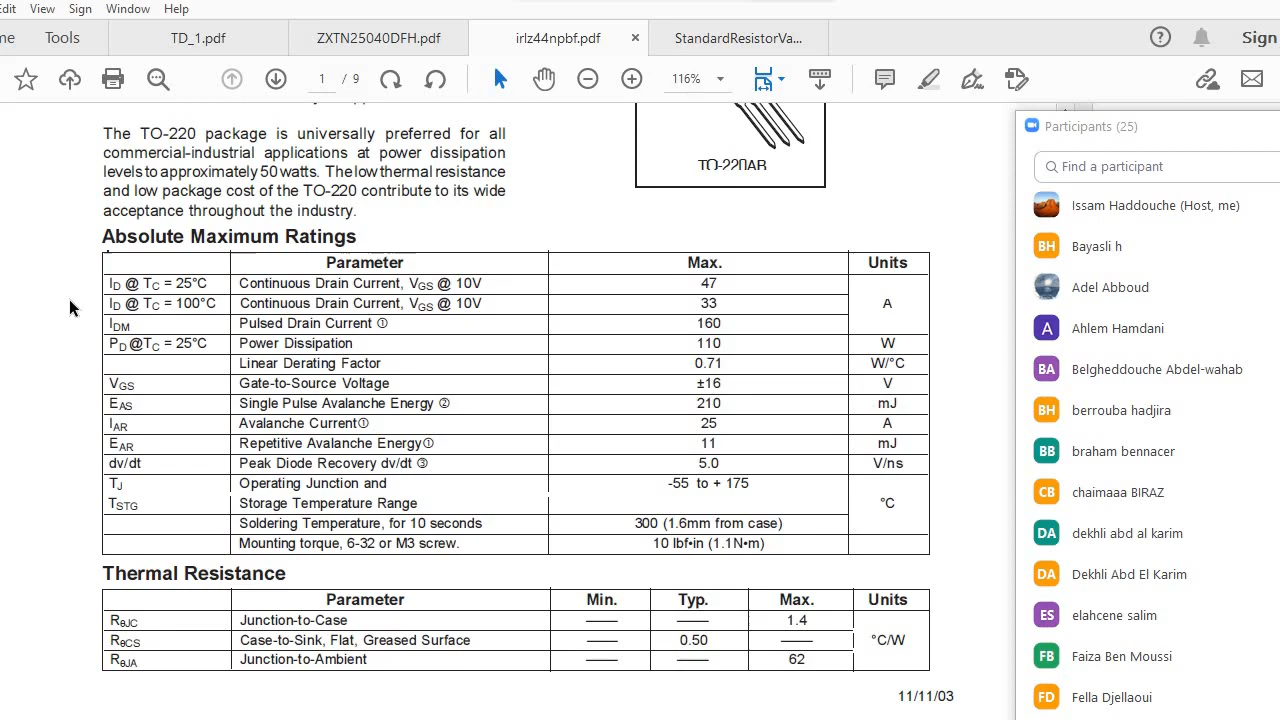 Edit View Sign Window Help
me Tools TD_1.pdf ZXTN25040DFH.pdf irlz44npbf.pdf × StandardResistorVa... ? Sign
1 / 9 116%
The TO-220 package is universally preferred for all
commercial-industrial applications at power dissipation
levels to approximately 50 watts. The low thermal resistance
and low package cost of the TO-220 contribute to its wide
acceptance throughout the industry.
TO-220AB
Absolute Maximum Ratings
Parameter Max. Units
ID @ TC = 25°C Continuous Drain Current, VGS @ 10V 47
ID @ TC = 100°C Continuous Drain Current, VGS @ 10V 33 A
IDM Pulsed Drain Current ① 160
PD @TC = 25°C Power Dissipation 110 W
Linear Derating Factor 0.71 W/°C
VGS Gate-to-Source Voltage ±16 V
EAS Single Pulse Avalanche Energy ② 210 mJ
IAR Avalanche Current① 25 A
EAR Repetitive Avalanche Energy① 11 mJ
dv/dt Peak Diode Recovery dv/dt ③ 5.0 V/ns
TJ Operating Junction and -55 to + 175
TSTG Storage Temperature Range °C
Soldering Temperature, for 10 seconds 300 (1.6mm from case)
Mounting torque, 6-32 or M3 screw. 10 lbf•in (1.1N•m)
Thermal Resistance
Parameter Min. Typ. Max. Units
RθJC Junction-to-Case —— —— 1.4
RθCS Case-to-Sink, Flat, Greased Surface —— 0.50 —— °C/W
RθJA Junction-to-Ambient —— —— 62
11/11/03
Participants (25)
Find a participant
Issam Haddouche (Host, me)
BH Bayasli h
Adel Abboud
A Ahlem Hamdani
BA Belgheddouche Abdel-wahab
BH berrouba hadjira
BB braham bennacer
CB chaimaaa BIRAZ
DA dekhli abd al karim
DA Dekhli Abd El Karim
ES elahcene salim
FB Faiza Ben Moussi
FD Fella Djellaoui